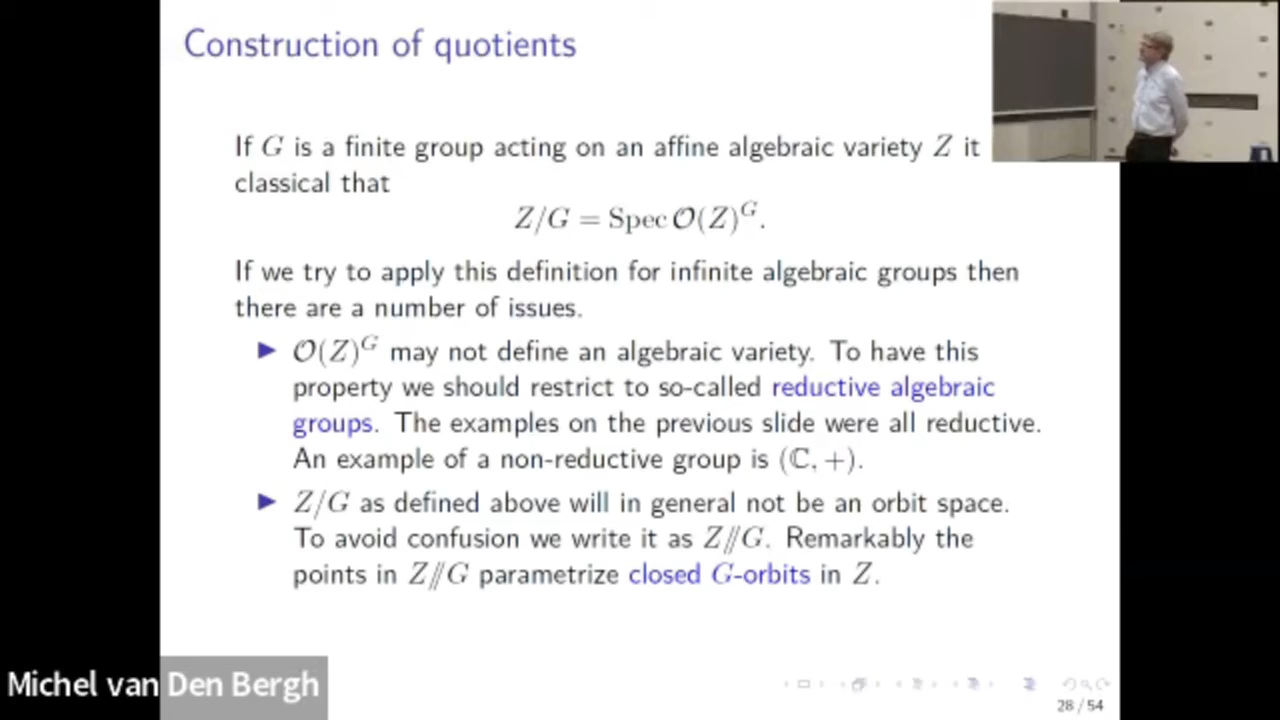 Construction of quotients
If G is a finite group acting on an affine algebraic variety Z it
classical that
Z/G = Spec 𝒪(Z)^G.
If we try to apply this definition for infinite algebraic groups then
there are a number of issues.
▶ 𝒪(Z)^G may not define an algebraic variety. To have this
property we should restrict to so-called reductive algebraic
groups. The examples on the previous slide were all reductive.
An example of a non-reductive group is (ℂ, +).
▶ Z/G as defined above will in general not be an orbit space.
To avoid confusion we write it as Z//G. Remarkably the
points in Z//G parametrize closed G-orbits in Z.
Michel van Den Bergh
28 / 54